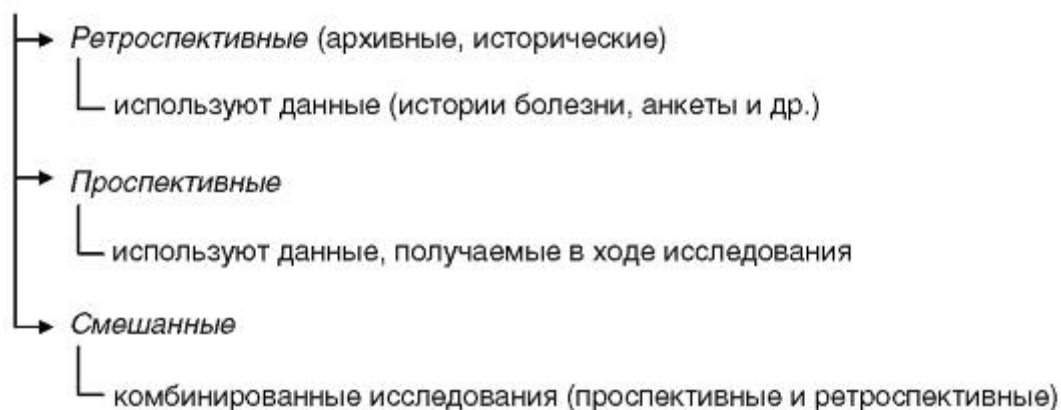 Ретроспективные (архивные, исторические)
используют данные (истории болезни, анкеты и др.)
Проспективные
используют данные, получаемые в ходе исследования
Смешанные
комбинированные исследования (проспективные и ретроспективные)